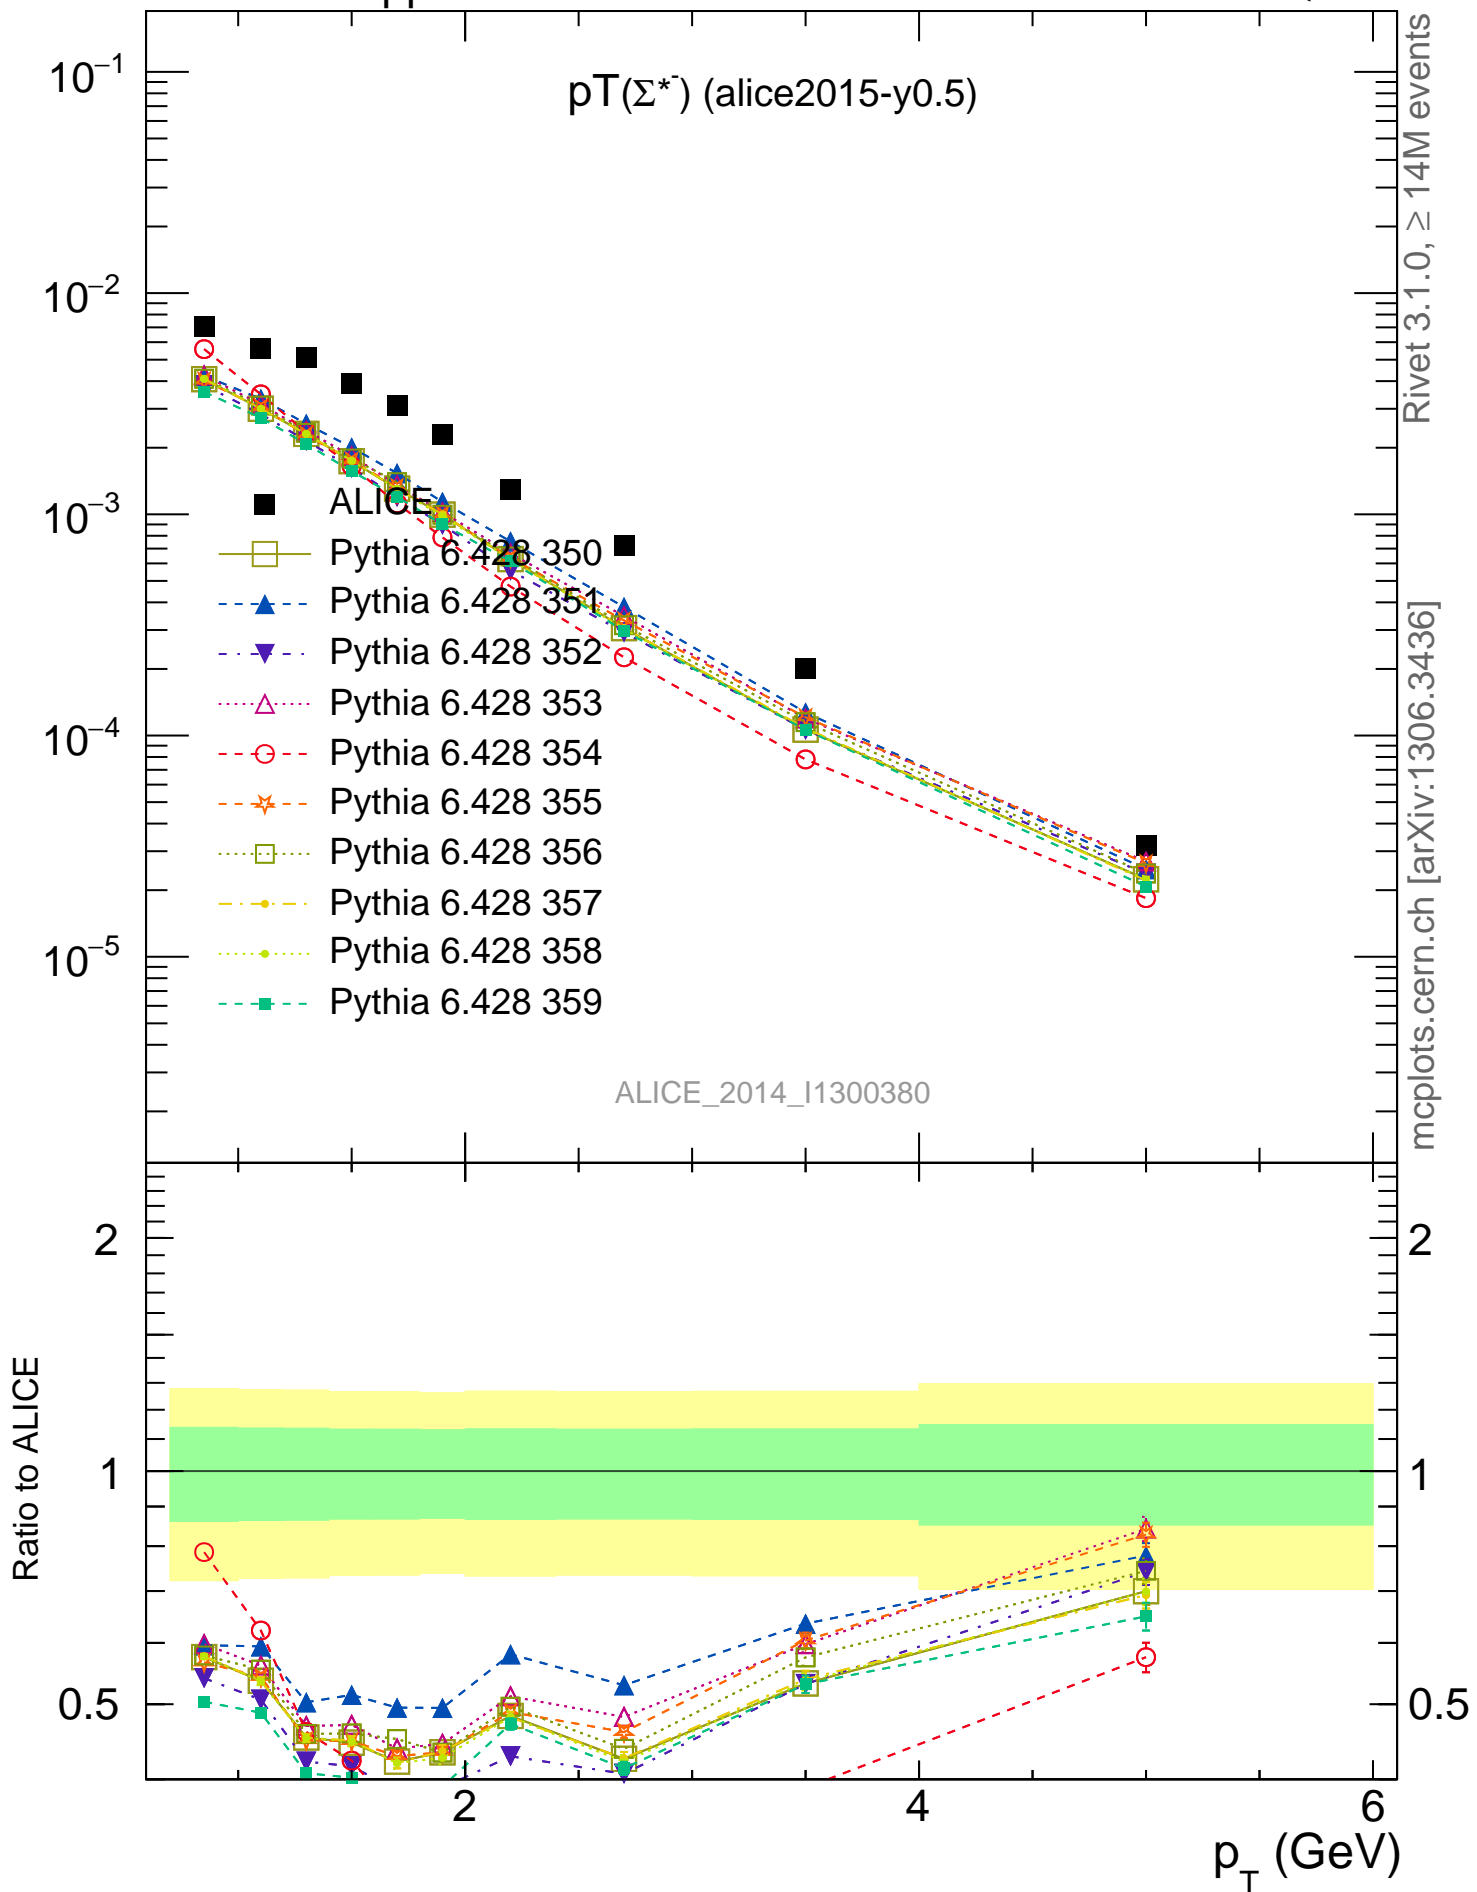 pp
pT(Σ*⁻) (alice2015-y0.5)
10⁻¹
10⁻²
10⁻³
10⁻⁴
10⁻⁵
ALICE
Pythia 6.428 350
Pythia 6.428 351
Pythia 6.428 352
Pythia 6.428 353
Pythia 6.428 354
Pythia 6.428 355
Pythia 6.428 356
Pythia 6.428 357
Pythia 6.428 358
Pythia 6.428 359
ALICE_2014_I1300380
Rivet 3.1.0, ≥ 14M events
mcplots.cern.ch [arXiv:1306.3436]
Ratio to ALICE
2
1
0.5
2
1
0.5
2
4
6
p_T (GeV)